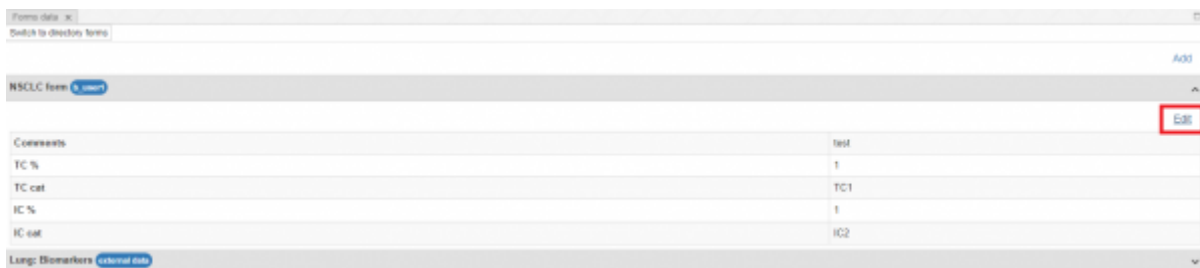 Forms data ×
Switch to directory forms
Add
NSCLC form b_user1
Edit
Comments test
TC % 1
TC cat TC1
IC % 1
IC cat IC2
Lung: Biomarkers external data